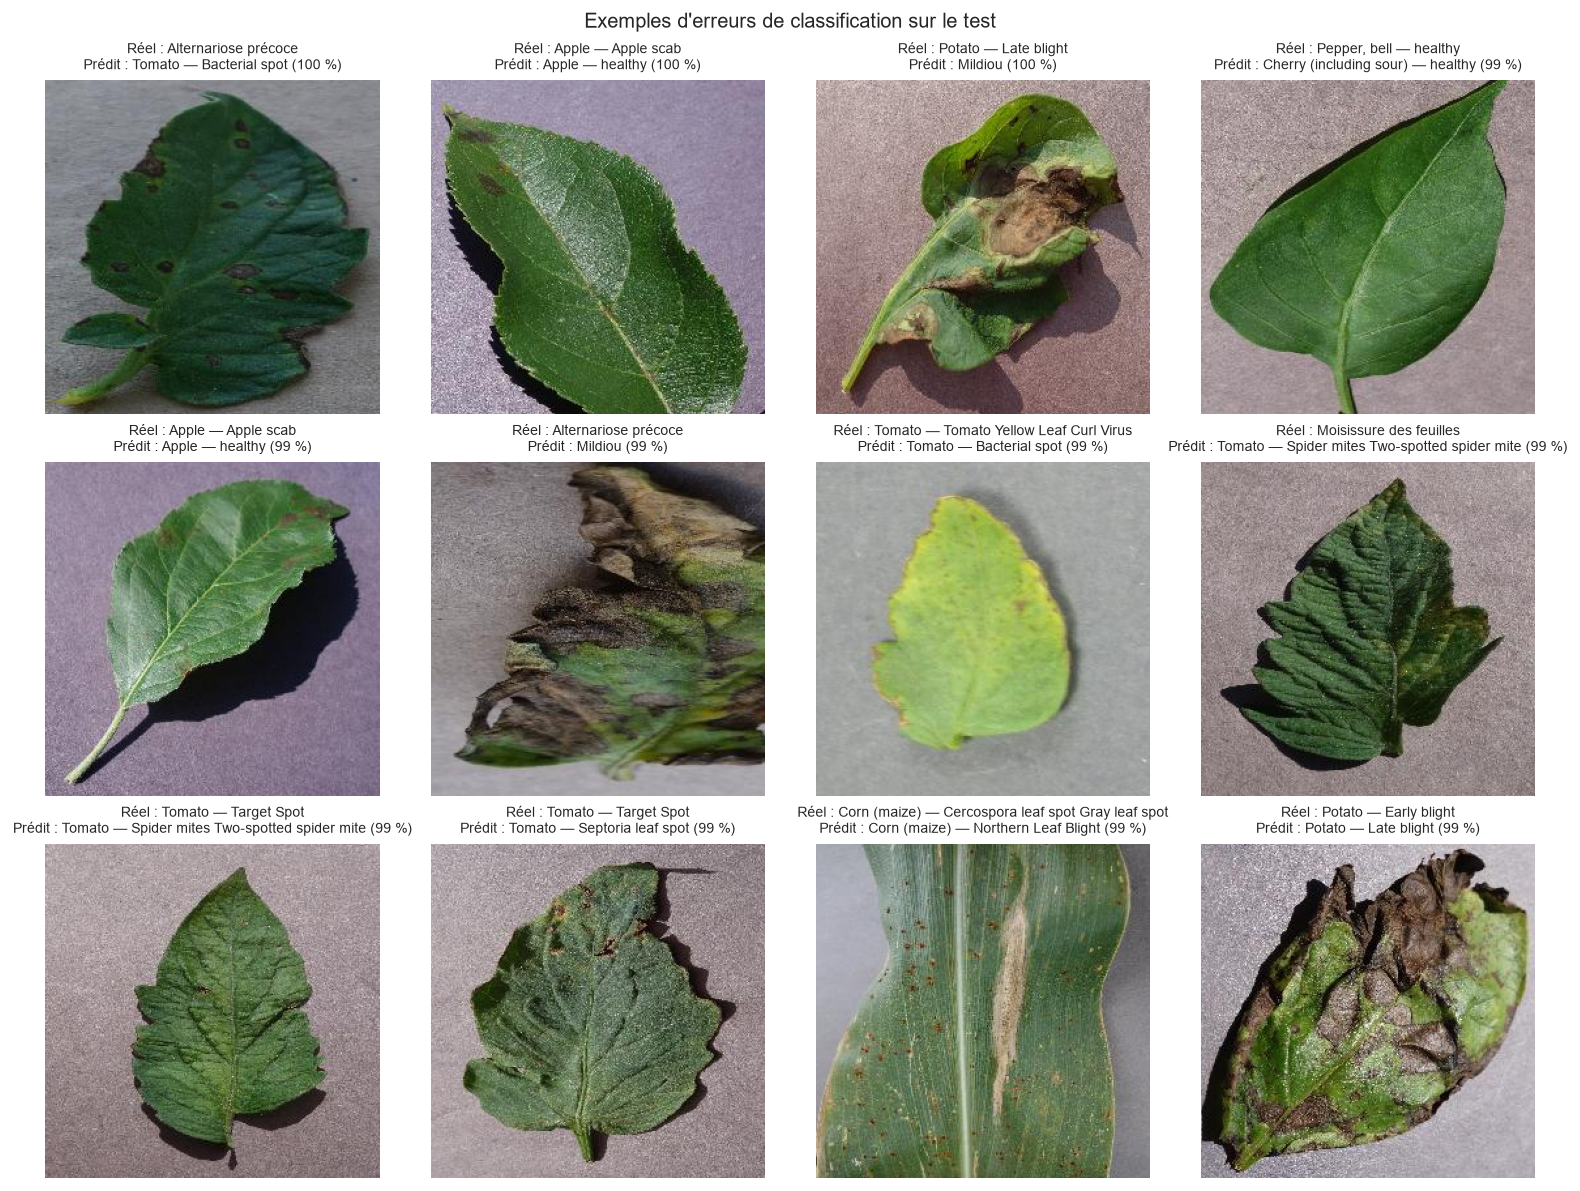 Exemples d'erreurs de classification sur le test
Réel : Alternariose précoce
Prédit : Tomato — Bacterial spot (100 %)
Réel : Apple — Apple scab
Prédit : Apple — healthy (100 %)
Réel : Potato — Late blight
Prédit : Mildiou (100 %)
Réel : Pepper, bell — healthy
Prédit : Cherry (including sour) — healthy (99 %)
Réel : Apple — Apple scab
Prédit : Apple — healthy (99 %)
Réel : Alternariose précoce
Prédit : Mildiou (99 %)
Réel : Tomato — Tomato Yellow Leaf Curl Virus
Prédit : Tomato — Bacterial spot (99 %)
Réel : Moisissure des feuilles
Prédit : Tomato — Spider mites Two-spotted spider mite (99 %)
Réel : Tomato — Target Spot
Prédit : Tomato — Spider mites Two-spotted spider mite (99 %)
Réel : Tomato — Target Spot
Prédit : Tomato — Septoria leaf spot (99 %)
Réel : Corn (maize) — Cercospora leaf spot Gray leaf spot
Prédit : Corn (maize) — Northern Leaf Blight (99 %)
Réel : Potato — Early blight
Prédit : Potato — Late blight (99 %)